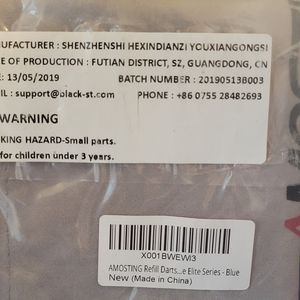 NUFACTURER : SHENZHENSHI HEXINDIANZI YOUXIANGONGSI
E OF PRODUCTION : FUTIAN DISTRICT, SZ, GUANGDONG, CN
: 13/05/2019 BATCH NUMBER : 20190513B003
IL : support@black-st.com PHONE : +86 0755 28482693
WARNING
KING HAZARD-Small parts.
for children under 3 years.
X001BWEWI3
AMOSTING Refill Darts...e Elite Series - Blue
New (Made in China)